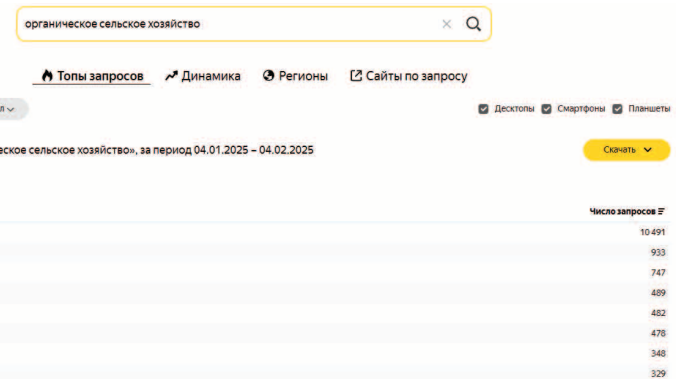 органическое сельское хозяйство
Топы запросов Динамика Регионы Сайты по запросу
Десктопы Смартфоны Планшеты
сельское хозяйство», за период 04.01.2025 – 04.02.2025
Скачать
Число запросов
10 491
933
747
489
482
478
348
329